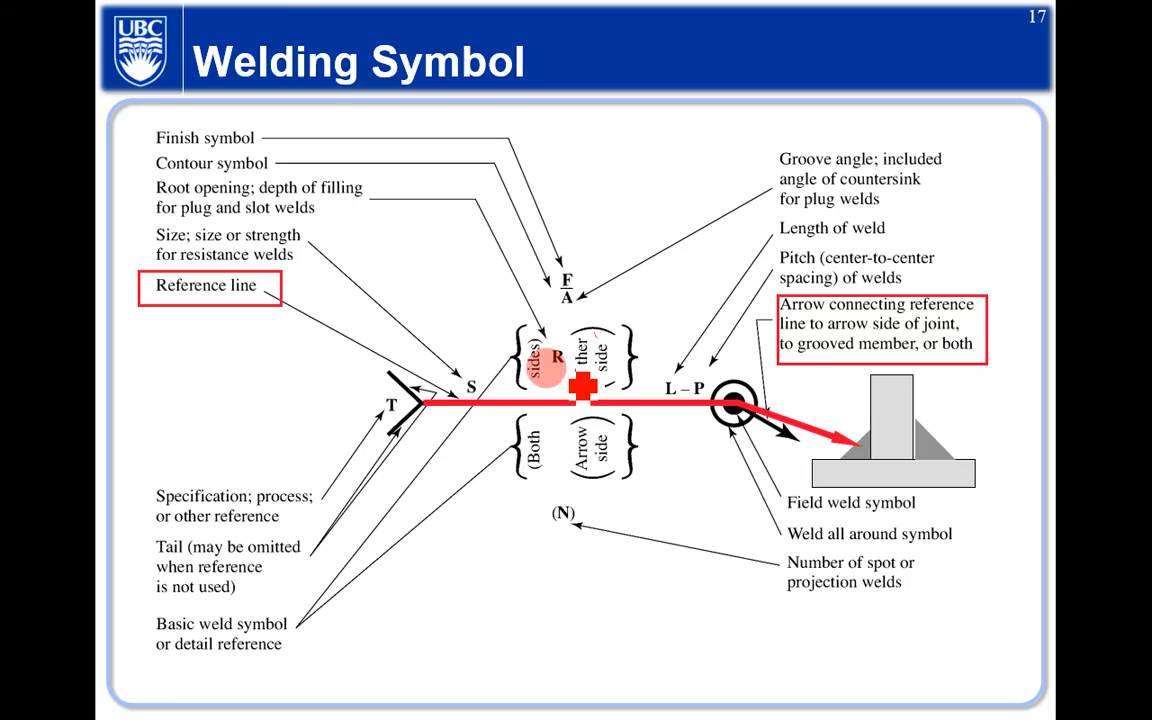 17
UBC
Welding Symbol
Finish symbol
Contour symbol
Root opening; depth of filling
for plug and slot welds
Size; size or strength
for resistance welds
Reference line
Groove angle; included
angle of countersink
for plug welds
Length of weld
Pitch (center-to-center
spacing) of welds
Arrow connecting reference
line to arrow side of joint,
to grooved member, or both
F
A
sides)
R
ther
side
S
L – P
T
(Both
(Arrow
side)
(N)
Specification; process;
or other reference
Tail (may be omitted
when reference
is not used)
Basic weld symbol
or detail reference
Field weld symbol
Weld all around symbol
Number of spot or
projection welds